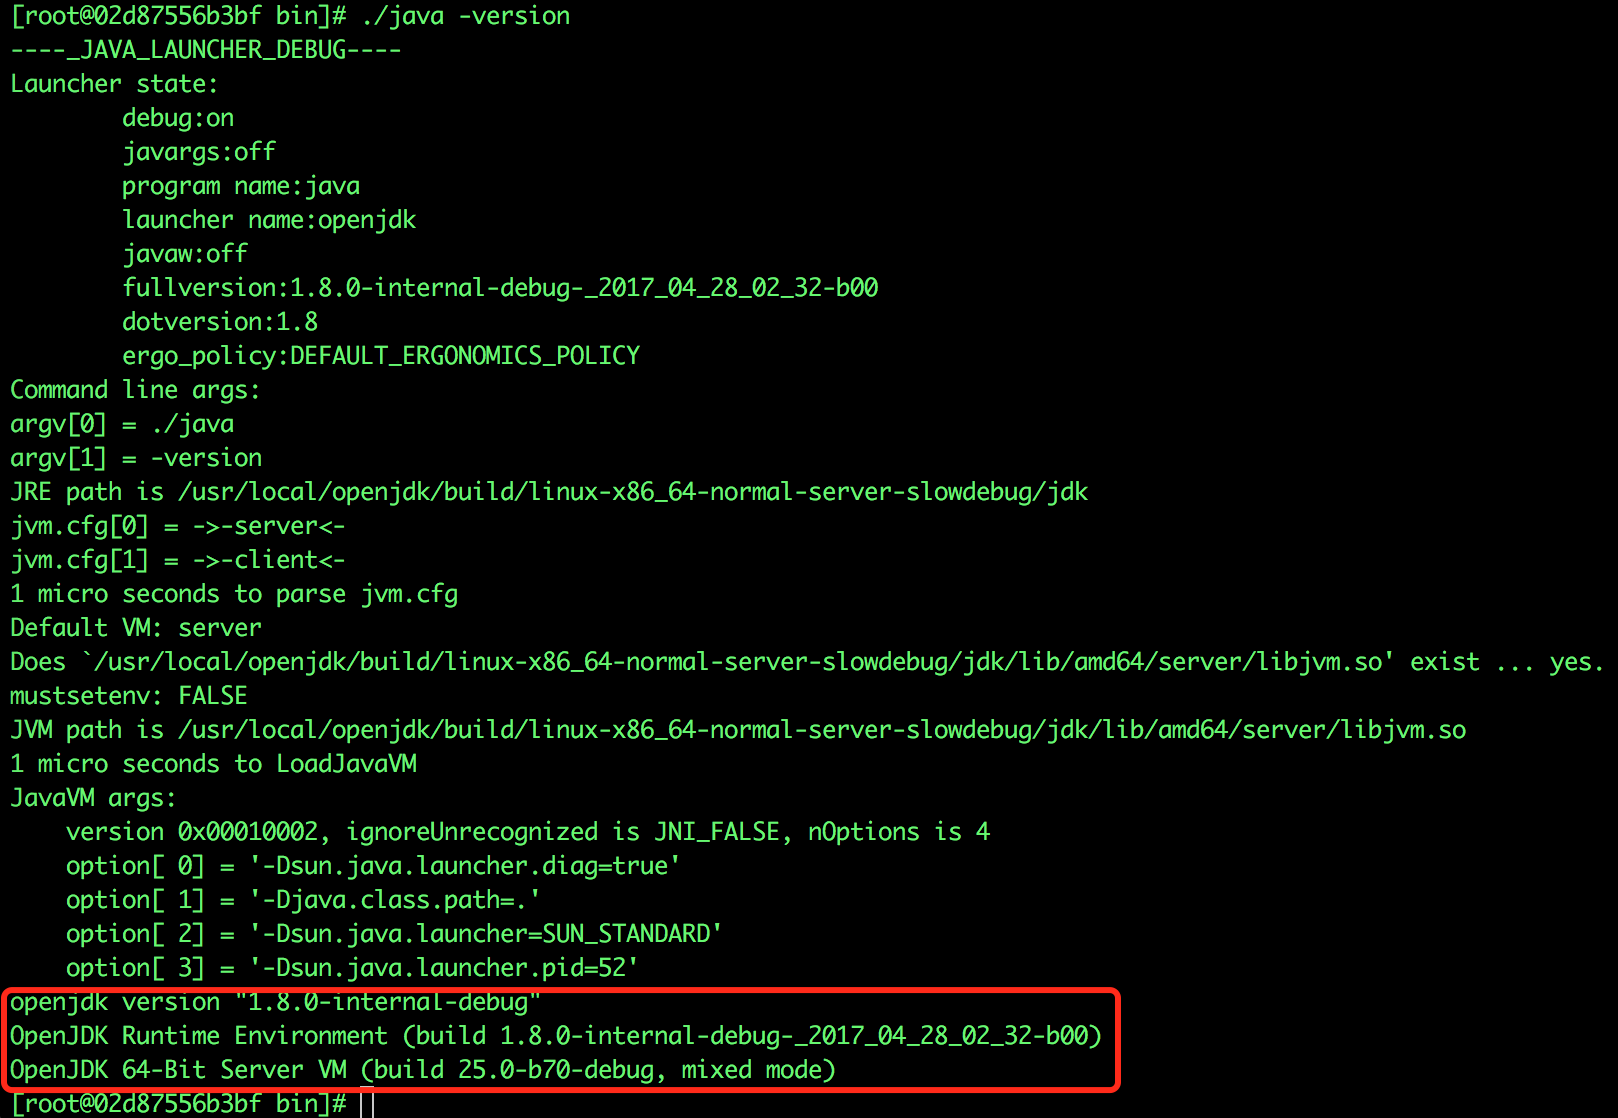 [root@02d87556b3bf bin]# ./java -version
----_JAVA_LAUNCHER_DEBUG----
Launcher state:
debug:on
javargs:off
program name:java
launcher name:openjdk
javaw:off
fullversion:1.8.0-internal-debug-_2017_04_28_02_32-b00
dotversion:1.8
ergo_policy:DEFAULT_ERGONOMICS_POLICY
Command line args:
argv[0] = ./java
argv[1] = -version
JRE path is /usr/local/openjdk/build/linux-x86_64-normal-server-slowdebug/jdk
jvm.cfg[0] = ->-server<-
jvm.cfg[1] = ->-client<-
1 micro seconds to parse jvm.cfg
Default VM: server
Does `/usr/local/openjdk/build/linux-x86_64-normal-server-slowdebug/jdk/lib/amd64/server/libjvm.so' exist ... yes.
mustsetenv: FALSE
JVM path is /usr/local/openjdk/build/linux-x86_64-normal-server-slowdebug/jdk/lib/amd64/server/libjvm.so
1 micro seconds to LoadJavaVM
JavaVM args:
version 0x00010002, ignoreUnrecognized is JNI_FALSE, nOptions is 4
option[ 0] = '-Dsun.java.launcher.diag=true'
option[ 1] = '-Djava.class.path=.'
option[ 2] = '-Dsun.java.launcher=SUN_STANDARD'
option[ 3] = '-Dsun.java.launcher.pid=52'
openjdk version "1.8.0-internal-debug"
OpenJDK Runtime Environment (build 1.8.0-internal-debug-_2017_04_28_02_32-b00)
OpenJDK 64-Bit Server VM (build 25.0-b70-debug, mixed mode)
[root@02d87556b3bf bin]#